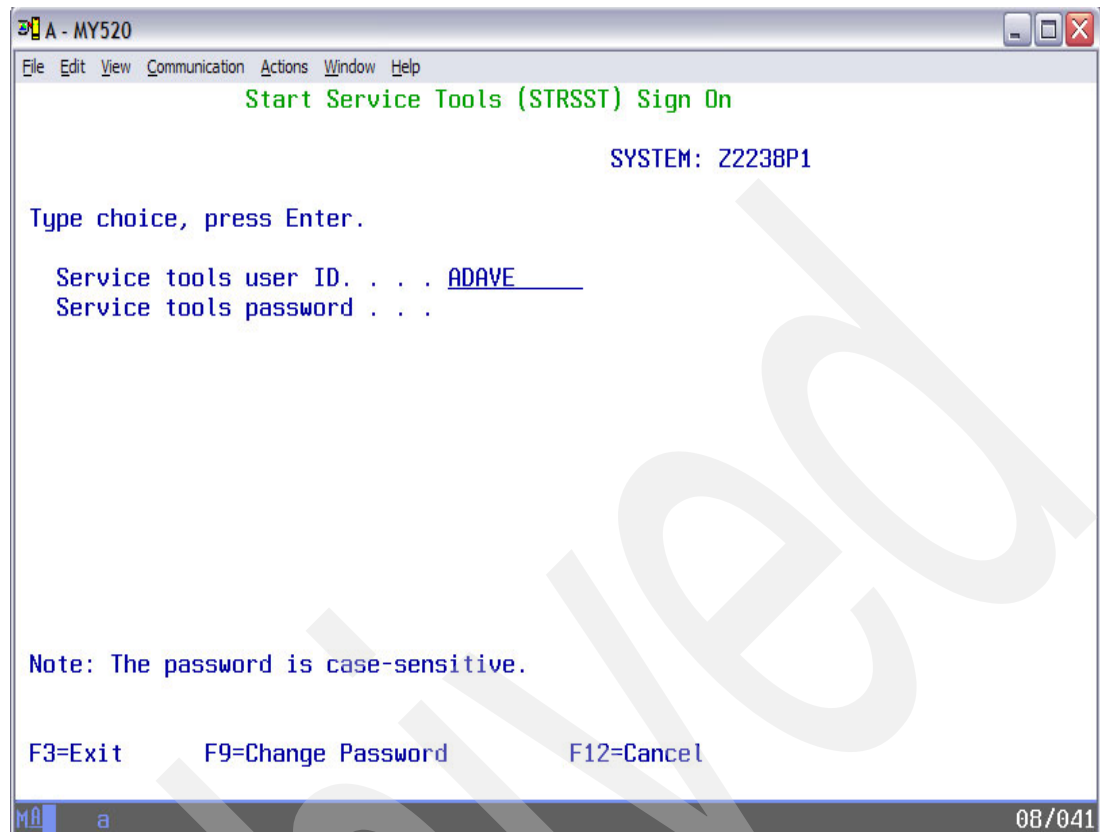 A - MY520
File Edit View Communication Actions Window Help
Start Service Tools (STRSST) Sign On
SYSTEM: Z2238P1
Type choice, press Enter.
Service tools user ID. . . . ADAVE
Service tools password . . .
Note: The password is case-sensitive.
F3=Exit F9=Change Password F12=Cancel
MA a 08/041
hived